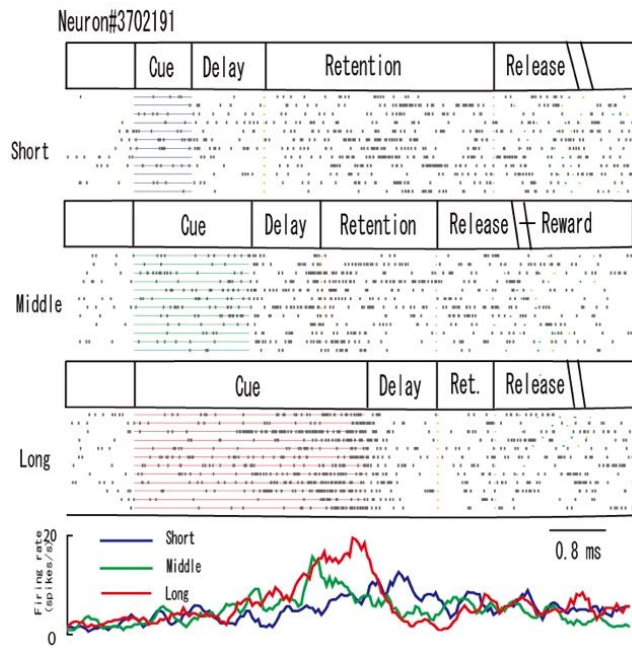 Neuron#3702191
Cue Delay Retention Release
Short
Cue Delay Retention Release Reward
Middle
Cue Delay Ret. Release
Long
20
Firing rate
(spikes/s)
0
Short
Middle
Long
0.8 ms